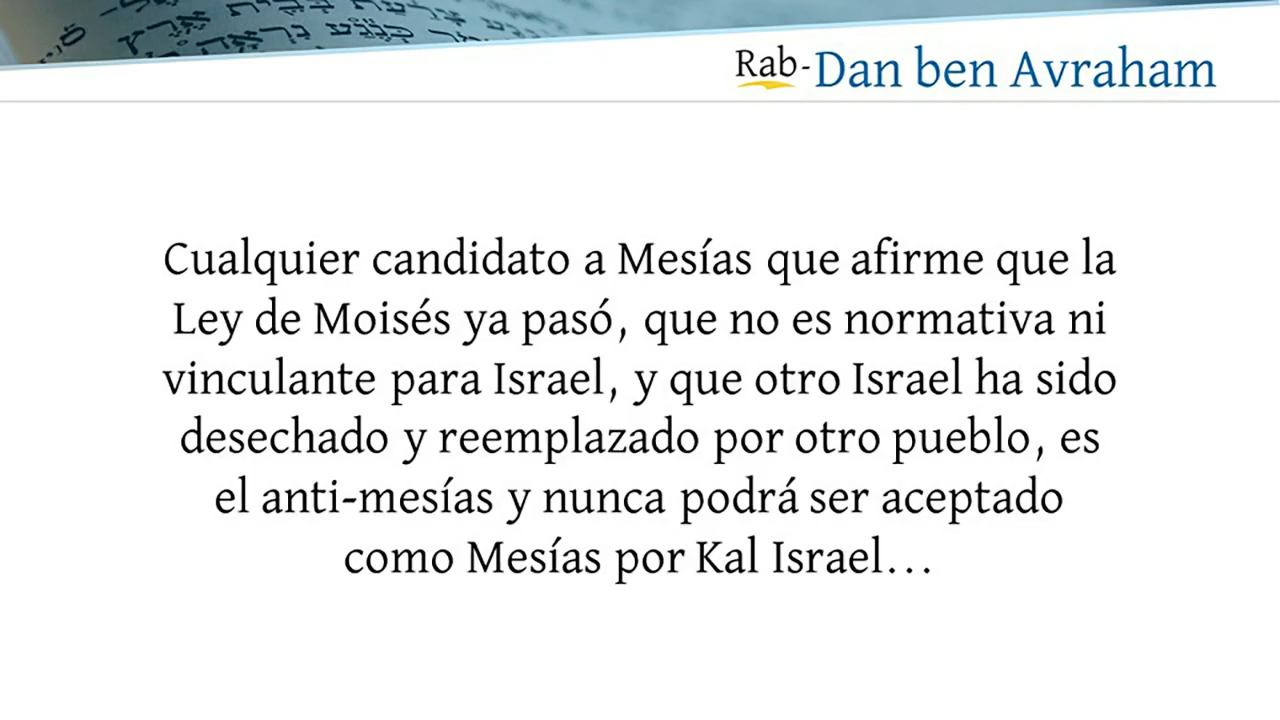 Rab-Dan ben Avraham
Cualquier candidato a Mesías que afirme que la
Ley de Moisés ya pasó, que no es normativa ni
vinculante para Israel, y que otro Israel ha sido
desechado y reemplazado por otro pueblo, es
el anti-mesías y nunca podrá ser aceptado
como Mesías por Kal Israel...